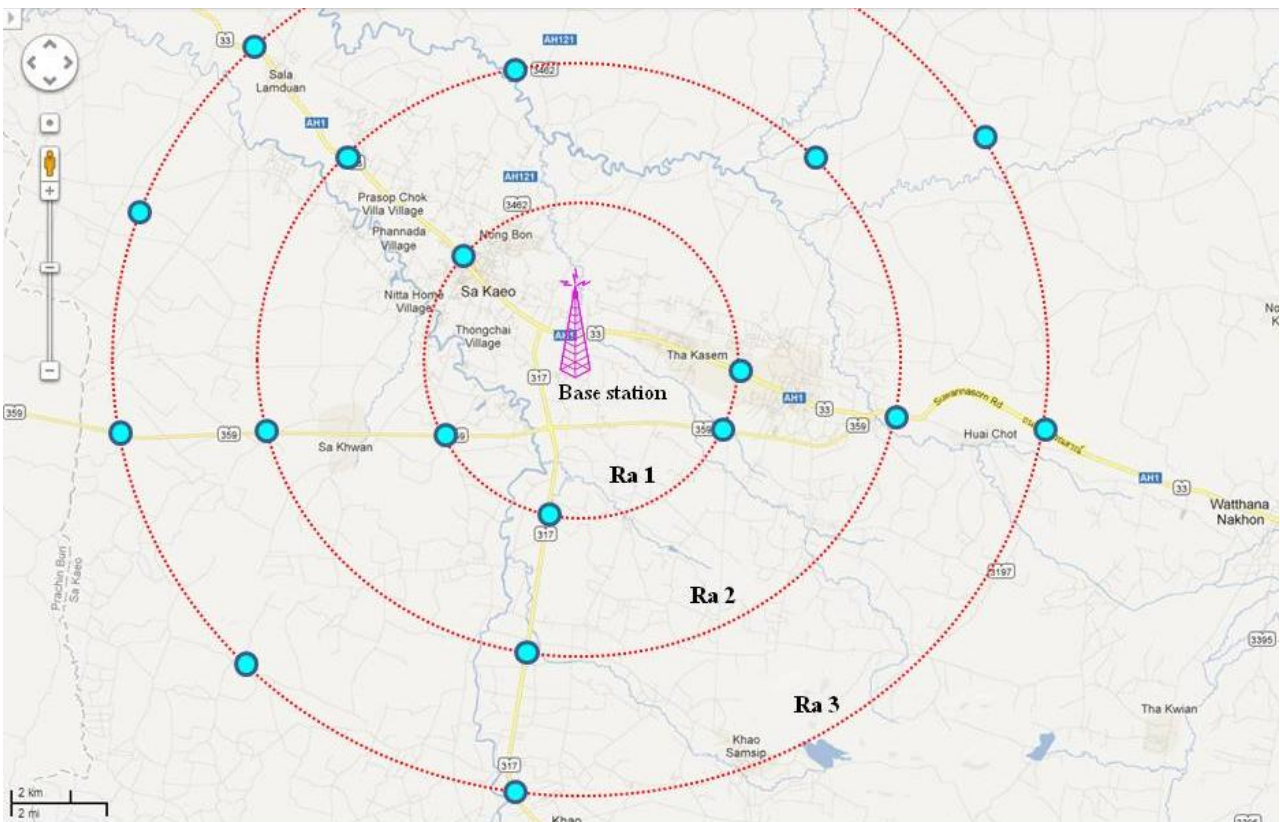 33
AH121
3462
Sala
Lamduan
AH1
AH121
Prasop Chok
Villa Village
3462
Phannada
Village
Nong Bon
Nitta Home
Village
Sa Kaeo
Thongchai
Village
AH1
33
Tha Kasem
317
Base station
AH1
33
Suwannasorn Rd
359
359
Sa Khwan
359
359
Huai Chot
Ra 1
AH1
33
Watthana
Nakhon
317
Prachin Buri
Sa Kaeo
3197
Ra 2
3395
Ra 3
Tha Kwian
Khao
Samsip
317
2 km
2 mi
Khao